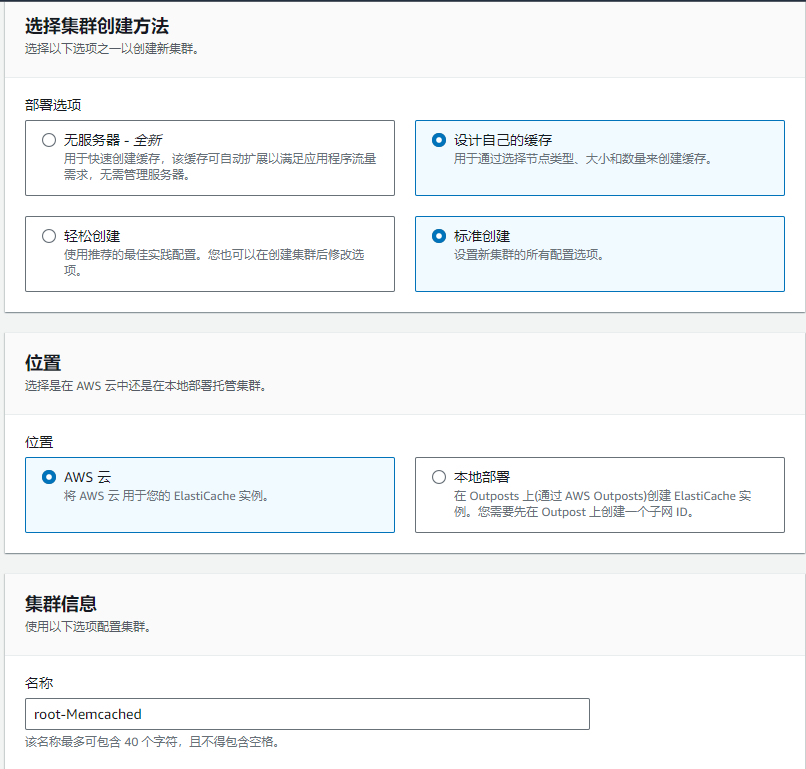 选择集群创建方法
选择以下选项之一以创建新集群。
部署选项
无服务器 - 全新
用于快速创建缓存，该缓存可自动扩展以满足应用程序流量
需求，无需管理服务器。
设计自己的缓存
用于通过选择节点类型、大小和数量来创建缓存。
轻松创建
使用推荐的最佳实践配置。您也可以在创建集群后修改选
项。
标准创建
设置新集群的所有配置选项。
位置
选择是在 AWS 云中还是在本地部署托管集群。
位置
AWS 云
将 AWS 云 用于您的 ElastiCache 实例。
本地部署
在 Outposts 上(通过 AWS Outposts)创建 ElastiCache 实
例。您需要先在 Outpost 上创建一个子网 ID。
集群信息
使用以下选项配置集群。
名称
root-Memcached
该名称最多可包含 40 个字符，且不得包含空格。